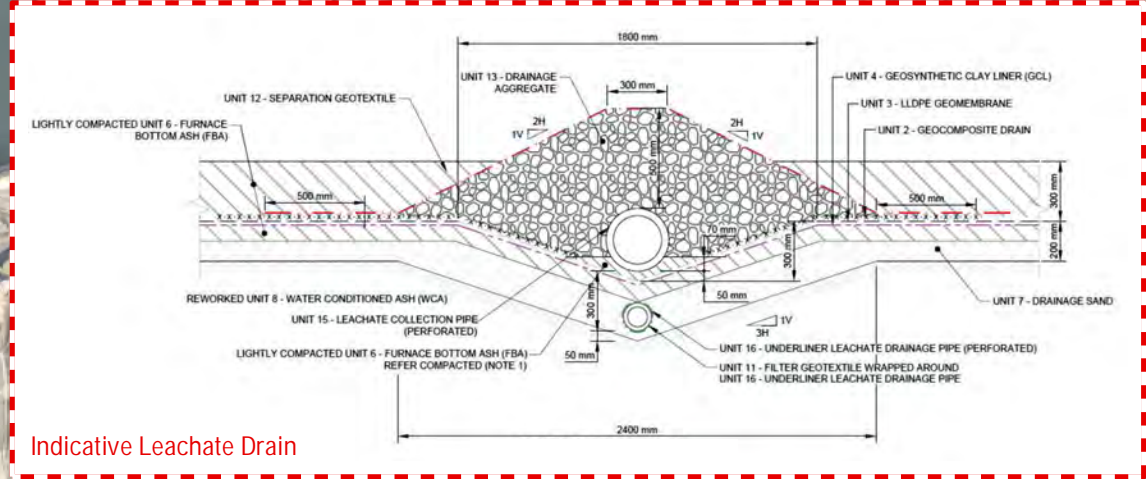 1800 mm
UNIT 13 - DRAINAGE
AGGREGATE
300 mm
UNIT 4 - GEOSYNTHETIC CLAY LINER (GCL)
UNIT 12 - SEPARATION GEOTEXTILE
UNIT 3 - LLDPE GEOMEMBRANE
LIGHTLY COMPACTED UNIT 6 - FURNACE
BOTTOM ASH (FBA)
2H
1V
2H
1V
UNIT 2 - GEOCOMPOSITE DRAIN
500 mm
500 mm
500 mm
300 mm
70 mm
300 mm
200 mm
REWORKED UNIT 8 - WATER CONDITIONED ASH (WCA)
300 mm
50 mm
UNIT 7 - DRAINAGE SAND
UNIT 15 - LEACHATE COLLECTION PIPE
(PERFORATED)
1V
3H
LIGHTLY COMPACTED UNIT 6 - FURNACE BOTTOM ASH (FBA)
REFER COMPACTED (NOTE 1)
50 mm
UNIT 16 - UNDERLINER LEACHATE DRAINAGE PIPE (PERFORATED)
UNIT 11 - FILTER GEOTEXTILE WRAPPED AROUND
UNIT 16 - UNDERLINER LEACHATE DRAINAGE PIPE
2400 mm
Indicative Leachate Drain